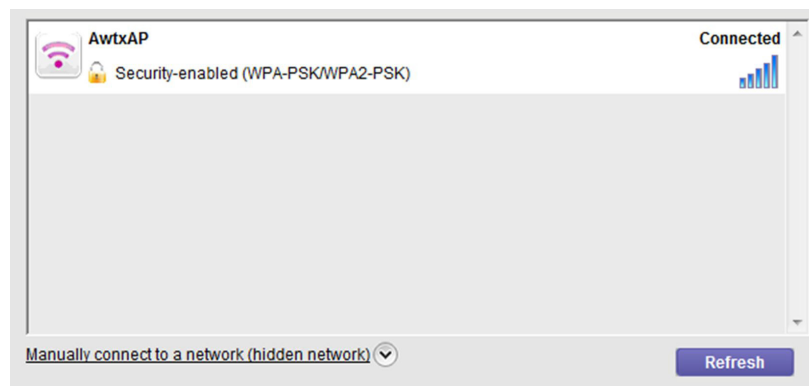 AwtxAP
Connected
Security-enabled (WPA-PSK/WPA2-PSK)
Manually connect to a network (hidden network)
Refresh